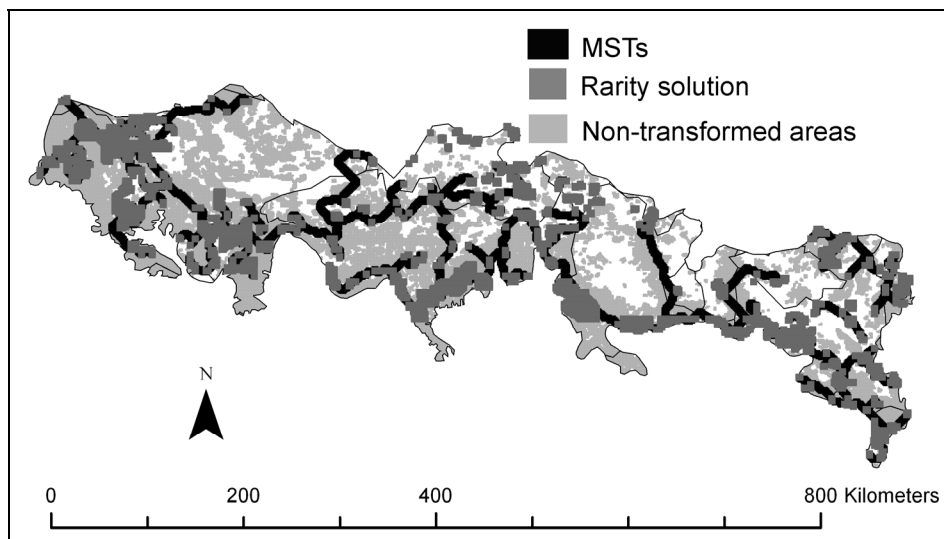 MSTs
Rarity solution
Non-transformed areas
N
0 200 400 800 Kilometers